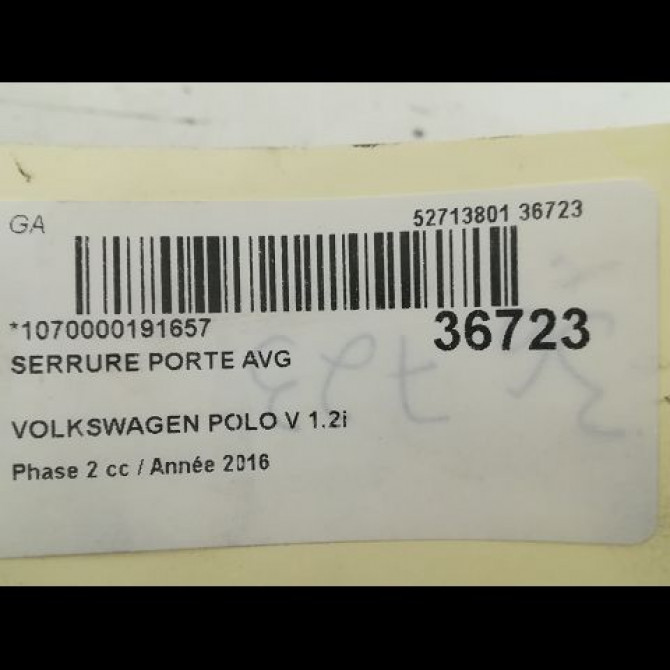 GA
52713801 36723
*1070000191657
36723
SERRURE PORTE AVG
VOLKSWAGEN POLO V 1.2i
Phase 2 cc / Année 2016